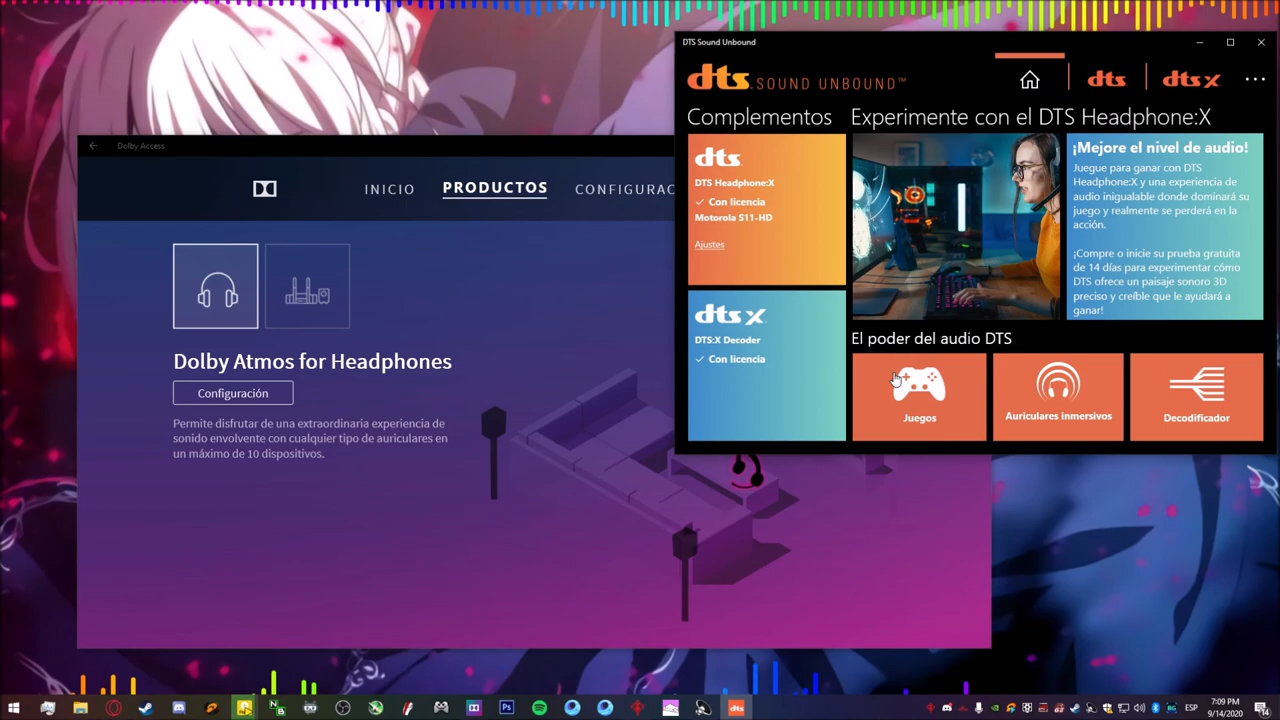 Dolby Access
INICIO
PRODUCTOS
CONFIGURAC
Dolby Atmos for Headphones
Configuración
Permite disfrutar de una extraordinaria experiencia de
sonido envolvente con cualquier tipo de auriculares en
un máximo de 10 dispositivos.
DTS Sound Unbound
dts SOUND UNBOUND™
dts
dts x
Complementos
dts
DTS Headphone:X
✓ Con licencia
Motorola S11-HD
Ajustes
dts x
DTS:X Decoder
✓ Con licencia
Experimente con el DTS Headphone:X
¡Mejore el nivel de audio!
Juegue para ganar con DTS
Headphone:X y una experiencia de
audio inigualable donde dominará su
juego y realmente se perderá en la
acción.
¡Compre o inicie su prueba gratuita
de 14 días para experimentar cómo
DTS ofrece un paisaje sonoro 3D
preciso y creíble que le ayudará a
ganar!
El poder del audio DTS
Juegos
Auriculares inmersivos
Decodificador
Ps
dts
ESP
7:09 PM
9/14/2020